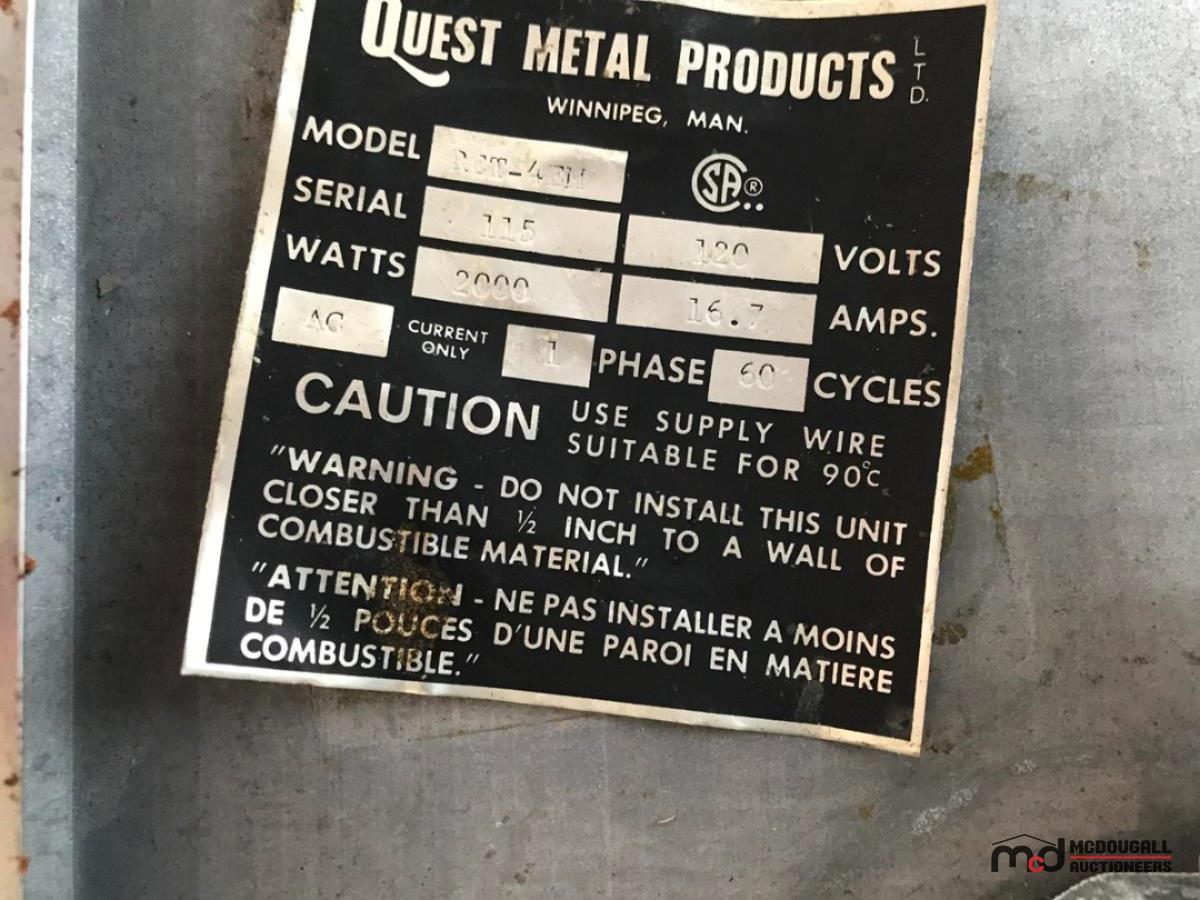 QUEST METAL PRODUCTS LTD.
WINNIPEG, MAN.
MODEL
SERIAL 115 120 VOLTS
WATTS 2000 16.7 AMPS.
AC CURRENT ONLY 1 PHASE 60 CYCLES
CAUTION USE SUPPLY WIRE
SUITABLE FOR 90°C
"WARNING - DO NOT INSTALL THIS UNIT
CLOSER THAN ½ INCH TO A WALL OF
COMBUSTIBLE MATERIAL."
"ATTENTION - NE PAS INSTALLER A MOINS
DE ½ POUCES D'UNE PAROI EN MATIERE
COMBUSTIBLE."
mcd MCDOUGALL
AUCTIONEERS